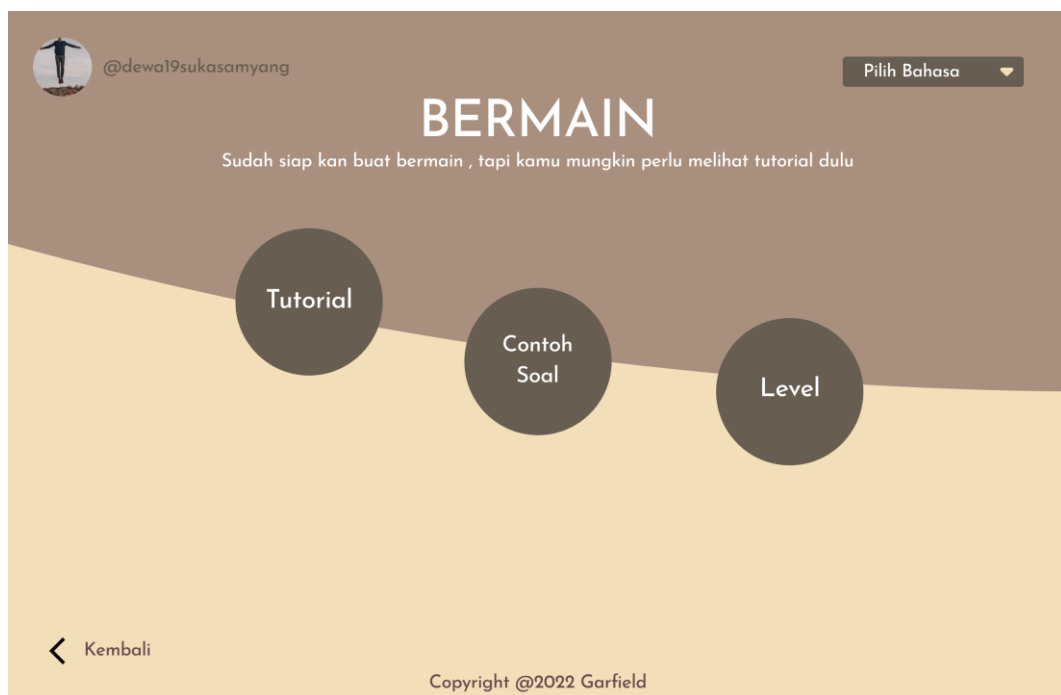 @dewa19sukasamyang
Pilih Bahasa
BERMAIN
Sudah siap kan buat bermain , tapi kamu mungkin perlu melihat tutorial dulu
Tutorial
Contoh
Soal
Level
Kembali
Copyright @2022 Garfield